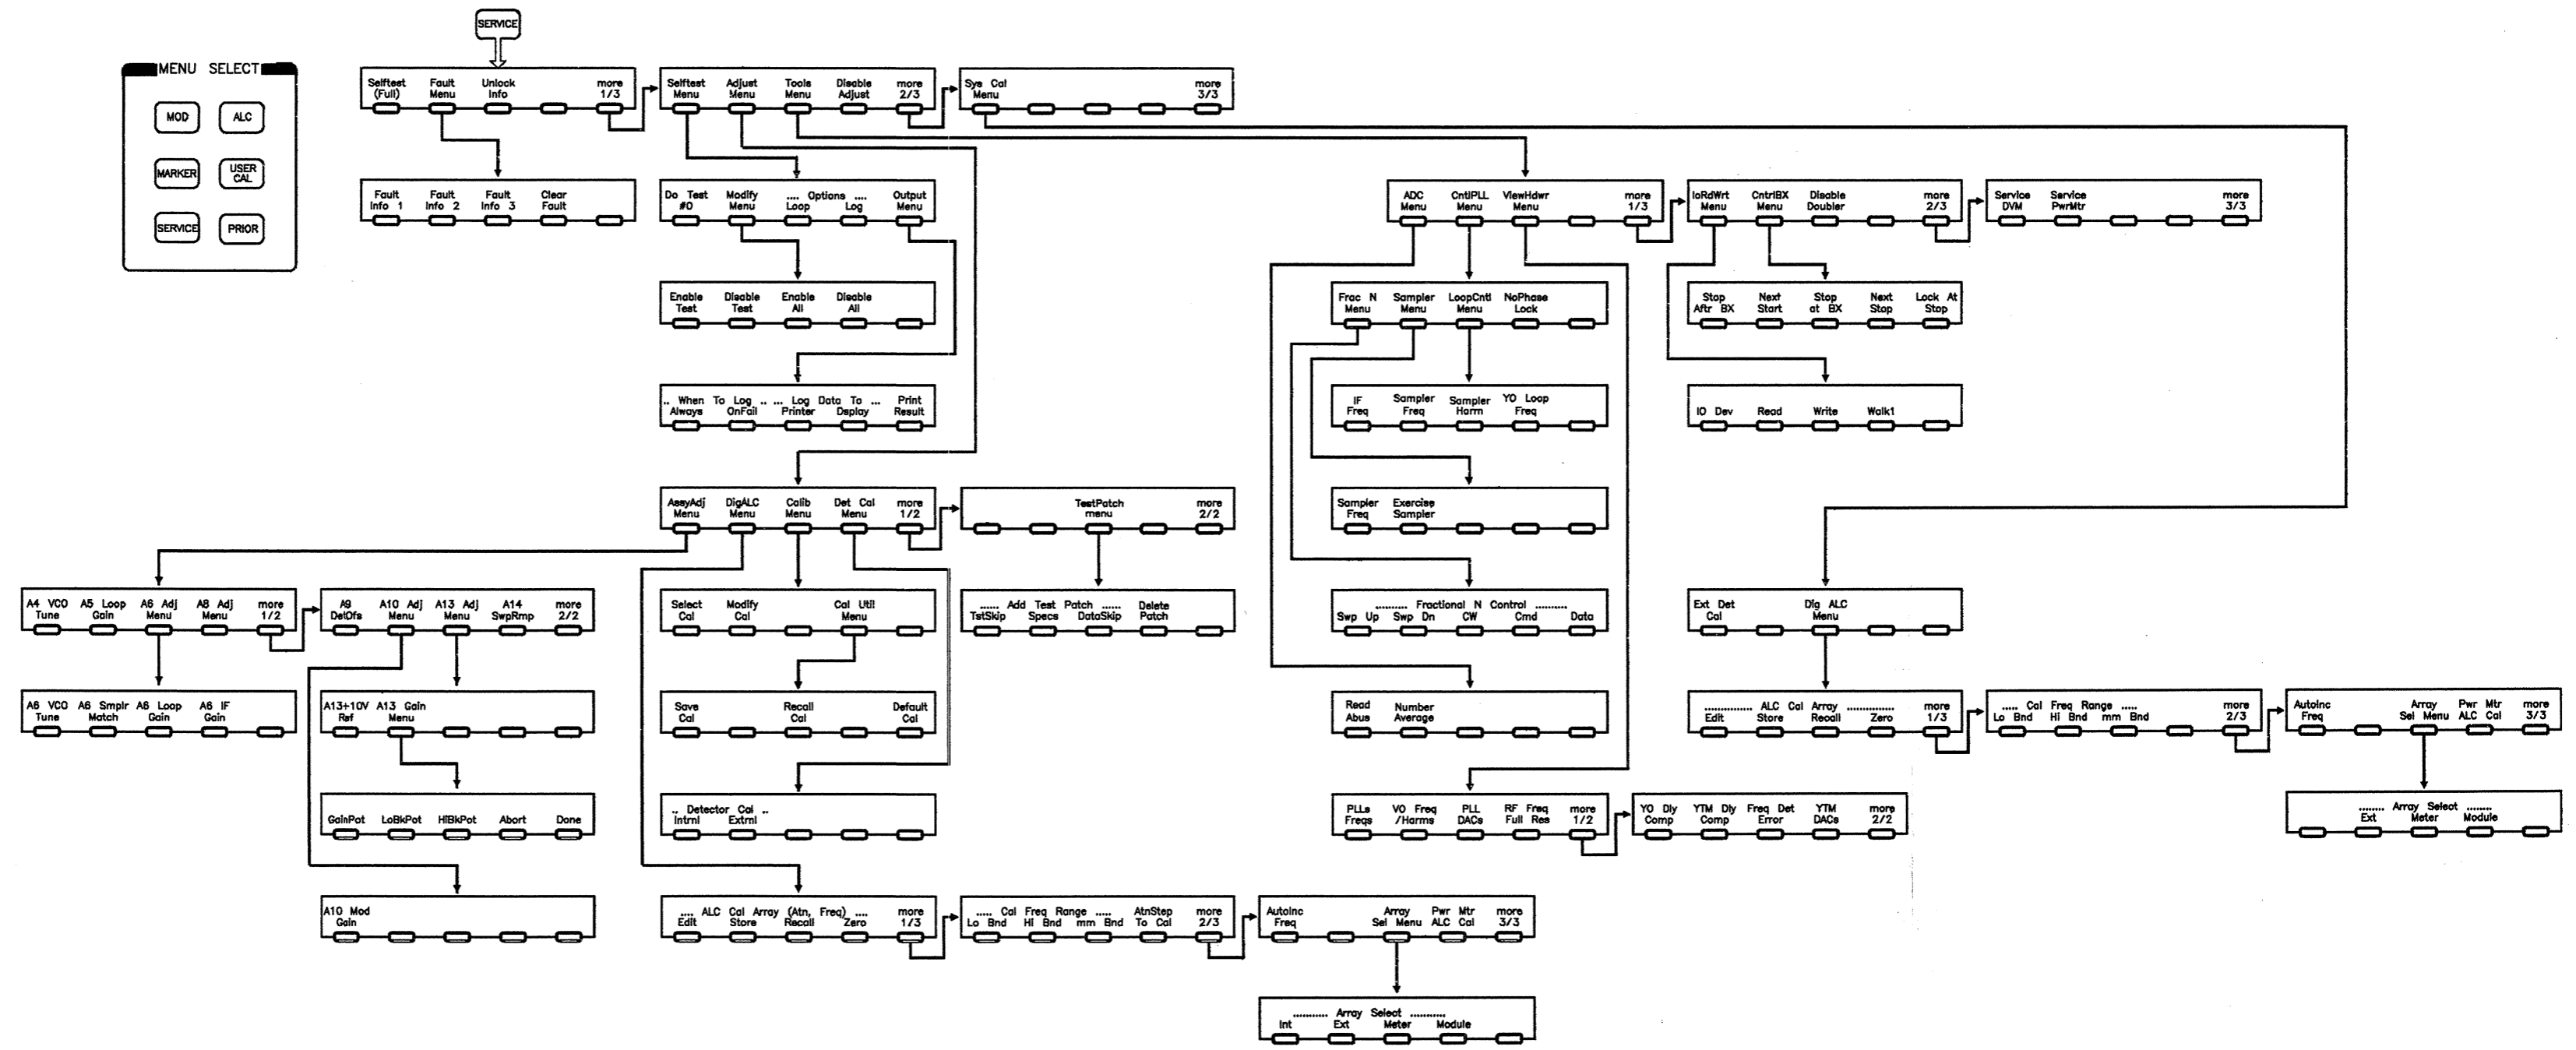 SERVICE
MENU SELECT
MOD ALC
MARKER USER CAL
SERVICE PRIOR
Selftest (Full) Fault Menu Unlock Info more 1/3
Selftest Menu Adjust Menu Tools Menu Disable Adjust more 2/3
Sys Cal Menu more 3/3
Fault Info 1 Fault Info 2 Fault Info 3 Clear Fault
Do Test #0 Modify Menu .... Options .... Loop Log Output Menu
ADC Menu CntlPLL Menu ViewHdwr Menu more 1/3
IoRdWrt Menu CntrlBX Menu Disable Doubler more 2/3
Service DVM Service PwrMtr more 3/3
Enable Test Disable Test Enable All Disable All
Frac N Menu Sampler Menu LoopCntl Menu NoPhase Lock
Stop Aftr BX Next Start Stop at BX Next Stop Lock At Stop
.. When To Log .. ... Log Data To ... Print
Always OnFail Printer Dsplay Result
IF Freq Sampler Freq Sampler Harm YO Loop Freq
IO Dev Read Write Walk1
AssyAdj Menu DigALC Menu Calib Menu Det Cal Menu more 1/2
TestPatch menu more 2/2
Sampler Freq Exercise Sampler
A4 VCO Tune A5 Loop Gain A6 Adj Menu A8 Adj Menu more 1/2
A9 DetOfs A10 Adj Menu A13 Adj Menu A14 SwpRmp more 2/2
Select Cal Modify Cal Cal Util Menu
...... Add Test Patch ...... Delete
TstSkip Specs DataSkip Patch
.......... Fractional N Control ..........
Swp Up Swp Dn CW Cmd Data
Ext Det Cal Dig ALC Menu
A6 VCO Tune A6 Smplr Match A6 Loop Gain A6 IF Gain
A13+10V Ref A13 Gain Menu
Save Cal Recall Cal Default Cal
Read Abus Number Average
.............. ALC Cal Array .............. more
Edit Store Recall Zero 1/3
..... Cal Freq Range ..... more
Lo Bnd Hi Bnd mm Bnd 2/3
AutoInc Freq Array Sel Menu Pwr Mtr ALC Cal more 3/3
GainPot LoBkPot HiBkPot Abort Done
.. Detector Cal ..
Intrnl Extrnl
PLLs Freqs VO Freq /Harms PLL DACs RF Freq Full Res more 1/2
YO Dly Comp YTM Dly Comp Freq Det Error YTM DACs more 2/2
........ Array Select ........
Ext Meter Module
A10 Mod Gain
.... ALC Cal Array (Atn, Freq) .... more
Edit Store Recall Zero 1/3
..... Cal Freq Range ..... AtnStep more
Lo Bnd Hi Bnd mm Bnd To Cal 2/3
AutoInc Freq Array Sel Menu Pwr Mtr ALC Cal more 3/3
........... Array Select ...........
Int Ext Meter Module